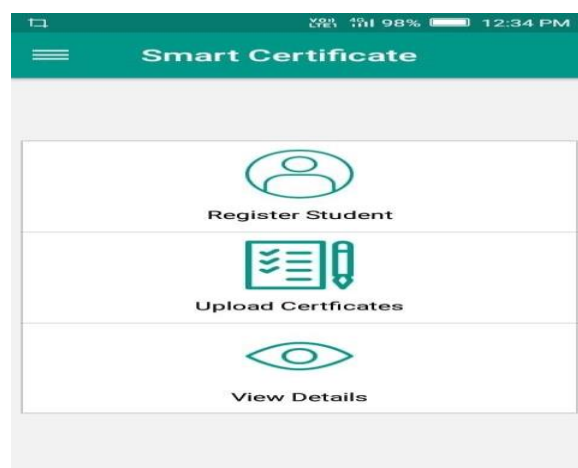 98% 12:34 PM
Smart Certificate
Register Student
Upload Certficates
View Details